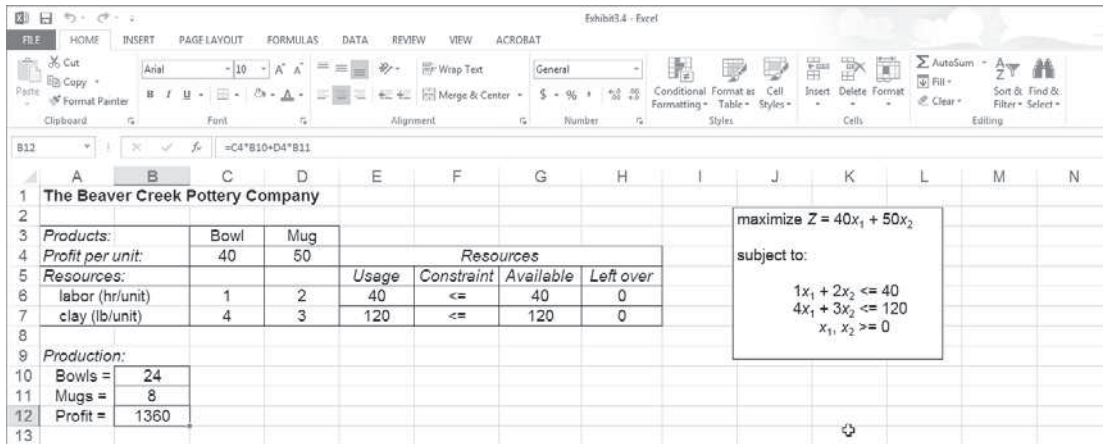 Exhibit3.4 - Excel
FILE HOME INSERT PAGE LAYOUT FORMULAS DATA REVIEW VIEW ACROBAT
Paste
Cut
Copy
Format Painter
Clipboard
Arial 10 A A
B I U A
Font
Wrap Text
Merge & Center
Alignment
General
$ % ,
Number
Conditional Formatting
Format as Table
Cell Styles
Styles
Insert Delete Format
Cells
AutoSum
Fill
Clear
Sort & Filter
Find & Select
Editing
B12 fx =C4*B10+D4*B11
A B C D E F G H I J K L M N
1 The Beaver Creek Pottery Company
2
3 Products: Bowl Mug
4 Profit per unit: 40 50 Resources
5 Resources: Usage Constraint Available Left over
6 labor (hr/unit) 1 2 40 <= 40 0
7 clay (lb/unit) 4 3 120 <= 120 0
8
9 Production:
10 Bowls = 24
11 Mugs = 8
12 Profit = 1360
13
maximize Z = 40x₁ + 50x₂
subject to:
1x₁ + 2x₂ <= 40
4x₁ + 3x₂ <= 120
x₁, x₂ >= 0